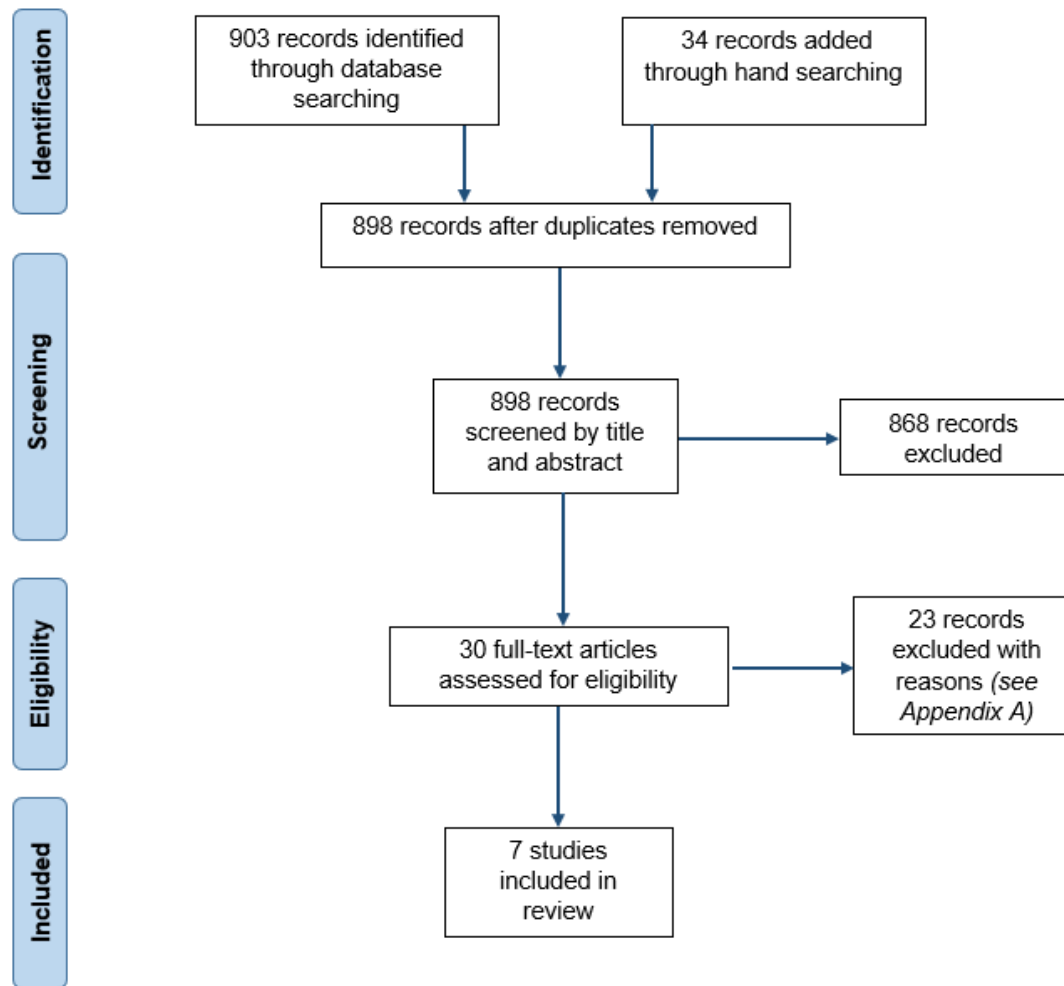 Identification
903 records identified
through database
searching
34 records added
through hand searching
898 records after duplicates removed
Screening
898 records
screened by title
and abstract
868 records
excluded
Eligibility
30 full-text articles
assessed for eligibility
23 records
excluded with
reasons (see
Appendix A)
Included
7 studies
included in
review